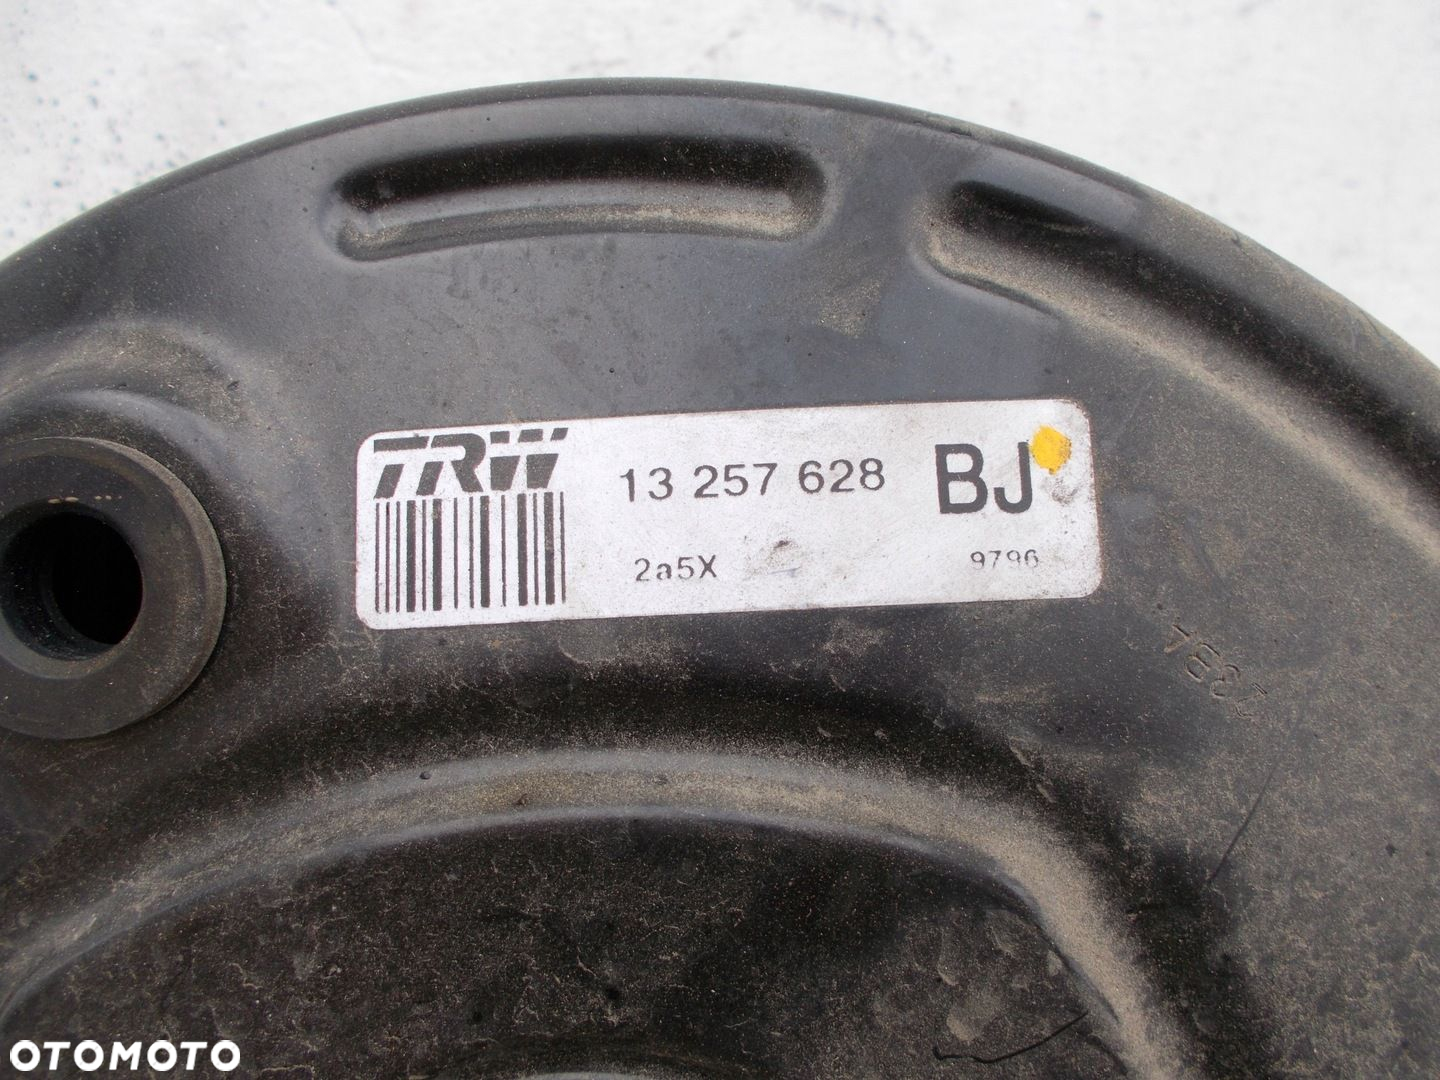 TRW 13 257 628 BJ
2a5X 9796
OTOMOTO